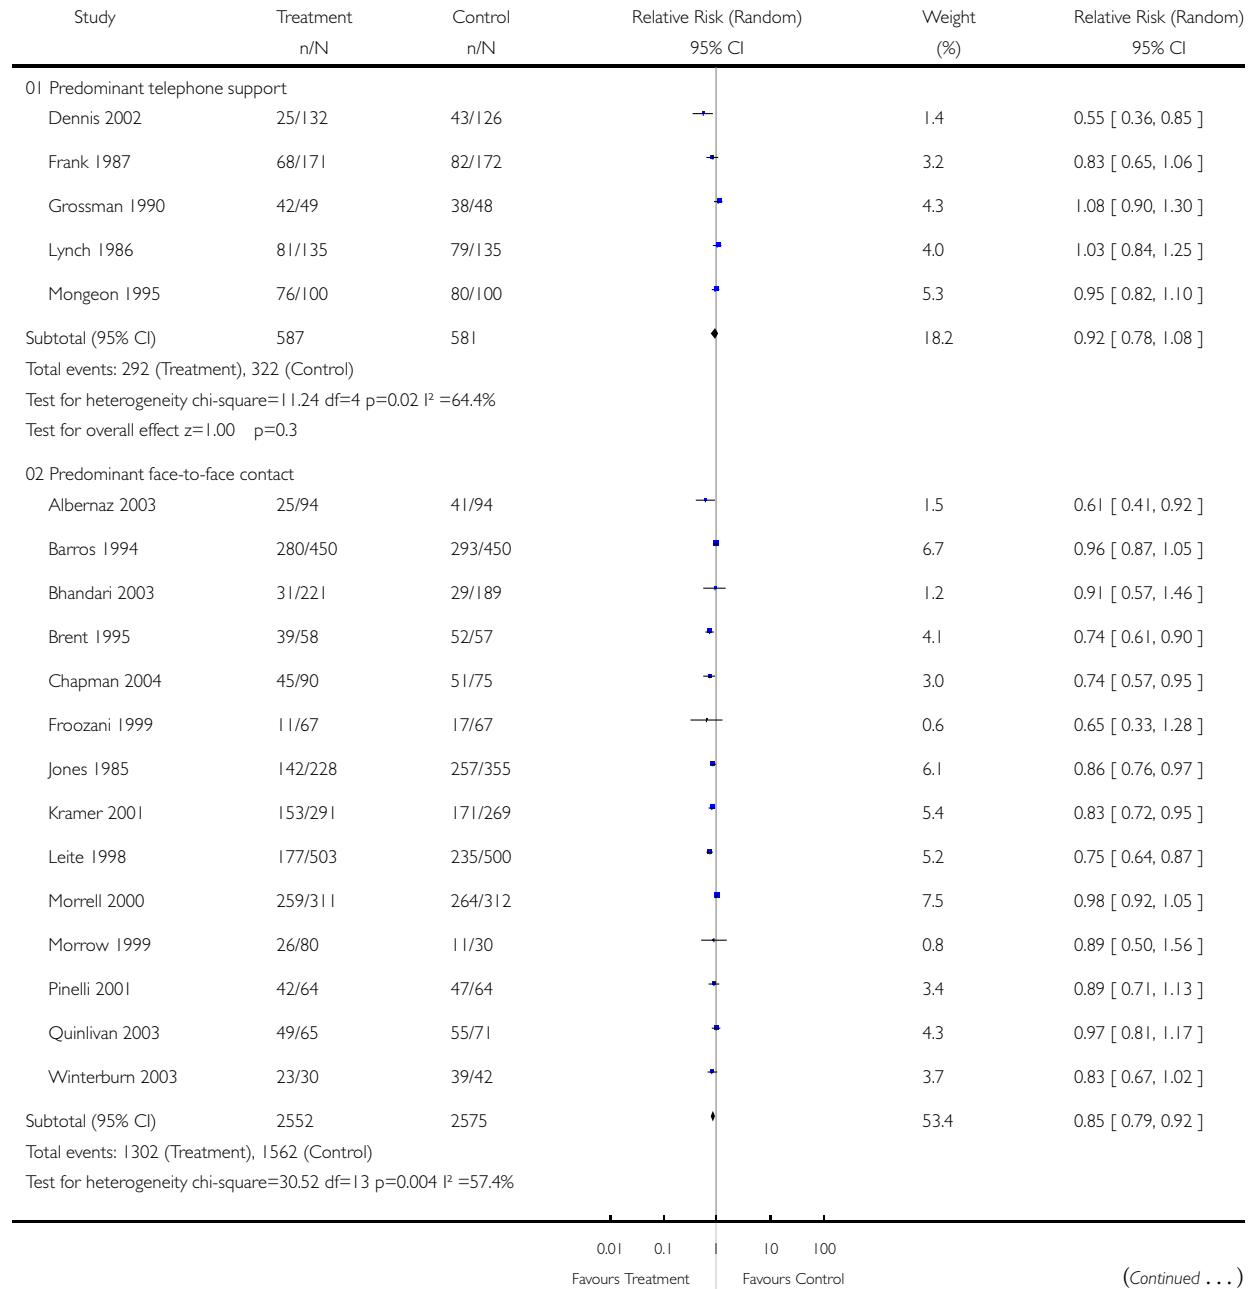 Study Treatment Control Relative Risk (Random) Weight Relative Risk (Random)
n/N n/N 95% CI (%) 95% CI
01 Predominant telephone support
Dennis 2002 25/132 43/126 1.4 0.55 [ 0.36, 0.85 ]
Frank 1987 68/171 82/172 3.2 0.83 [ 0.65, 1.06 ]
Grossman 1990 42/49 38/48 4.3 1.08 [ 0.90, 1.30 ]
Lynch 1986 81/135 79/135 4.0 1.03 [ 0.84, 1.25 ]
Mongeon 1995 76/100 80/100 5.3 0.95 [ 0.82, 1.10 ]
Subtotal (95% CI) 587 581 18.2 0.92 [ 0.78, 1.08 ]
Total events: 292 (Treatment), 322 (Control)
Test for heterogeneity chi-square=11.24 df=4 p=0.02 I² =64.4%
Test for overall effect z=1.00 p=0.3
02 Predominant face-to-face contact
Albernaz 2003 25/94 41/94 1.5 0.61 [ 0.41, 0.92 ]
Barros 1994 280/450 293/450 6.7 0.96 [ 0.87, 1.05 ]
Bhandari 2003 31/221 29/189 1.2 0.91 [ 0.57, 1.46 ]
Brent 1995 39/58 52/57 4.1 0.74 [ 0.61, 0.90 ]
Chapman 2004 45/90 51/75 3.0 0.74 [ 0.57, 0.95 ]
Froozani 1999 11/67 17/67 0.6 0.65 [ 0.33, 1.28 ]
Jones 1985 142/228 257/355 6.1 0.86 [ 0.76, 0.97 ]
Kramer 2001 153/291 171/269 5.4 0.83 [ 0.72, 0.95 ]
Leite 1998 177/503 235/500 5.2 0.75 [ 0.64, 0.87 ]
Morrell 2000 259/311 264/312 7.5 0.98 [ 0.92, 1.05 ]
Morrow 1999 26/80 11/30 0.8 0.89 [ 0.50, 1.56 ]
Pinelli 2001 42/64 47/64 3.4 0.89 [ 0.71, 1.13 ]
Quinlivan 2003 49/65 55/71 4.3 0.97 [ 0.81, 1.17 ]
Winterburn 2003 23/30 39/42 3.7 0.83 [ 0.67, 1.02 ]
Subtotal (95% CI) 2552 2575 53.4 0.85 [ 0.79, 0.92 ]
Total events: 1302 (Treatment), 1562 (Control)
Test for heterogeneity chi-square=30.52 df=13 p=0.004 I² =57.4%
0.01 0.1 1 10 100
Favours Treatment Favours Control (Continued . . . )